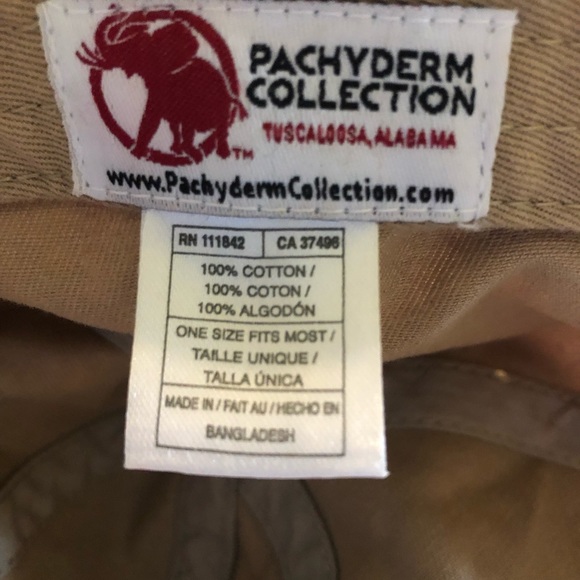 PACHYDERM
COLLECTION
TUSCALOOSA, ALABAMA
TM
www.PachydermCollection.com
RN 111842 CA 37496
100% COTTON /
100% COTON /
100% ALGODÓN
ONE SIZE FITS MOST /
TAILLE UNIQUE /
TALLA ÚNICA
MADE IN / FAIT AU / HECHO EN
BANGLADESH